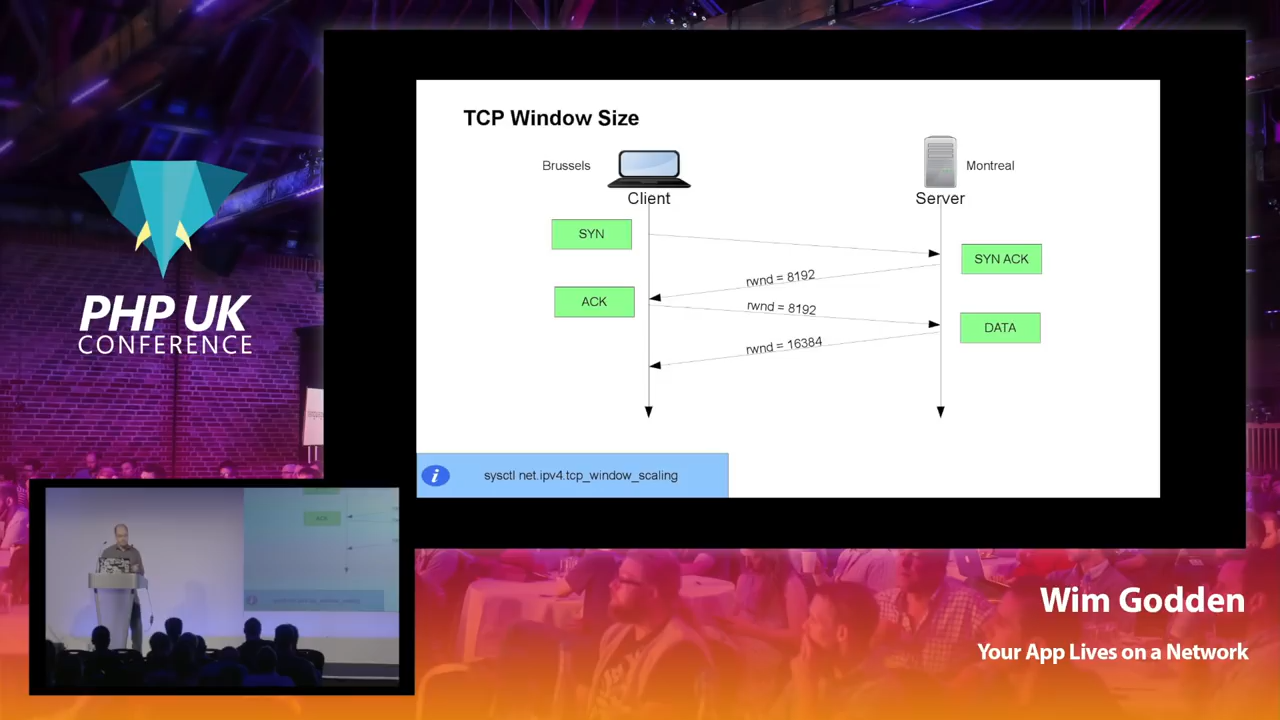 PHP UK
CONFERENCE
TCP Window Size
Brussels
Montreal
Client
Server
SYN
SYN ACK
rwnd = 8192
ACK
rwnd = 8192
DATA
rwnd = 16384
i
sysctl net.ipv4.tcp_window_scaling
Wim Godden
Your App Lives on a Network